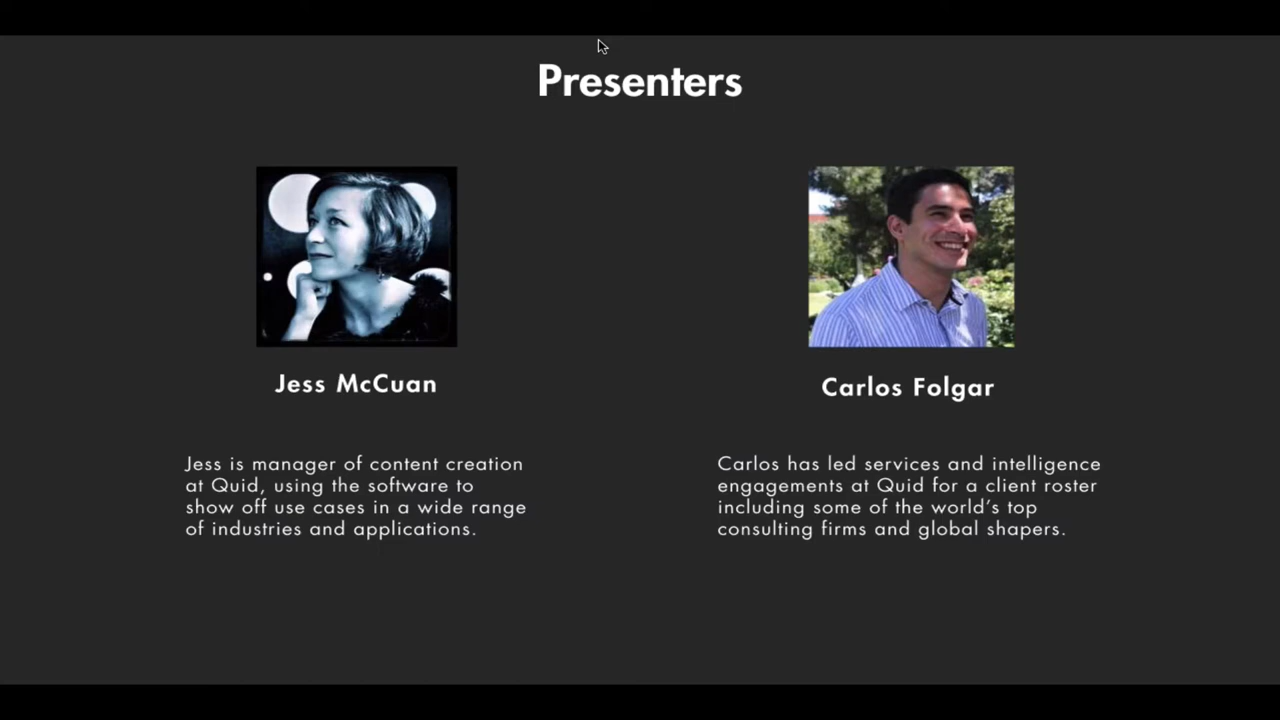 Presenters
Jess McCuan
Jess is manager of content creation
at Quid, using the software to
show off use cases in a wide range
of industries and applications.
Carlos Folgar
Carlos has led services and intelligence
engagements at Quid for a client roster
including some of the world's top
consulting firms and global shapers.